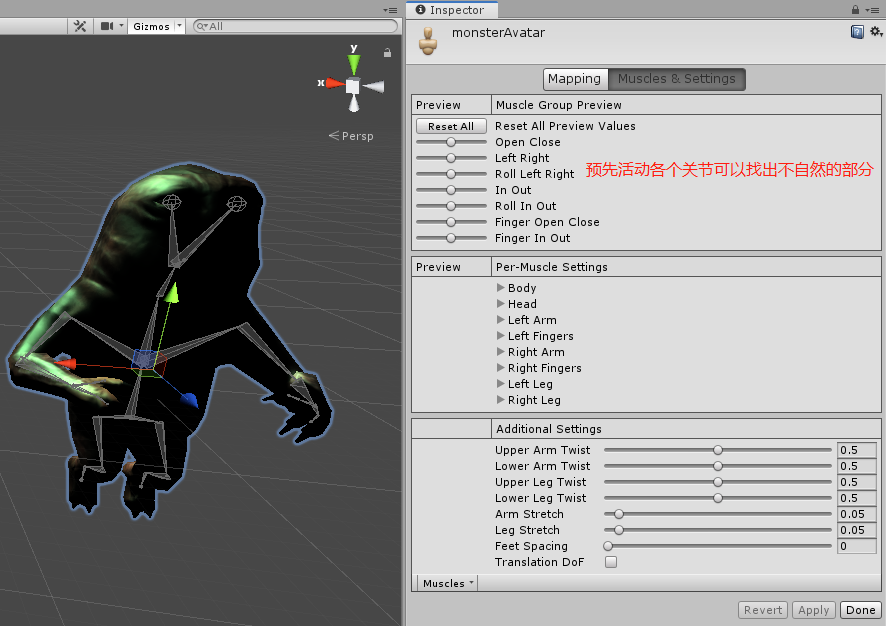 Inspector
Gizmos
All
y
x
Persp
monsterAvatar
Mapping
Muscles & Settings
Preview
Muscle Group Preview
Reset All
Reset All Preview Values
Open Close
Left Right
Roll Left Right
预先活动各个关节可以找出不自然的部分
In Out
Roll In Out
Finger Open Close
Finger In Out
Preview
Per-Muscle Settings
Body
Head
Left Arm
Left Fingers
Right Arm
Right Fingers
Left Leg
Right Leg
Additional Settings
Upper Arm Twist 0.5
Lower Arm Twist 0.5
Upper Leg Twist 0.5
Lower Leg Twist 0.5
Arm Stretch 0.05
Leg Stretch 0.05
Feet Spacing 0
Translation DoF
Muscles
Revert
Apply
Done